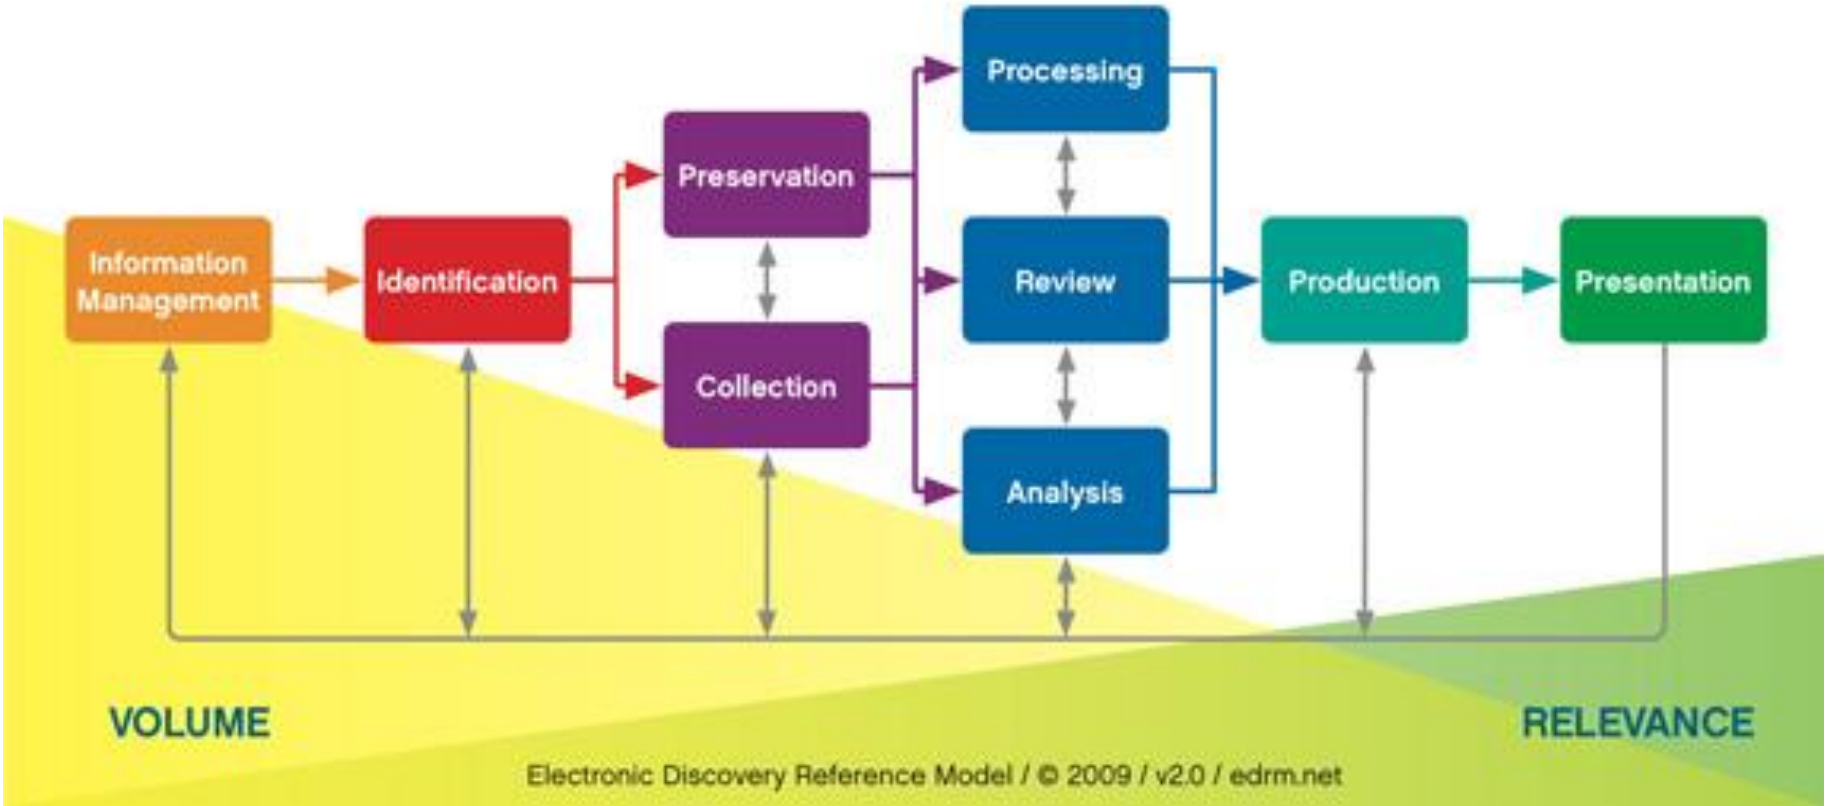 Information
Management
Identification
Preservation
Collection
Processing
Review
Analysis
Production
Presentation
VOLUME
RELEVANCE
Electronic Discovery Reference Model / © 2009 / v2.0 / edrm.net